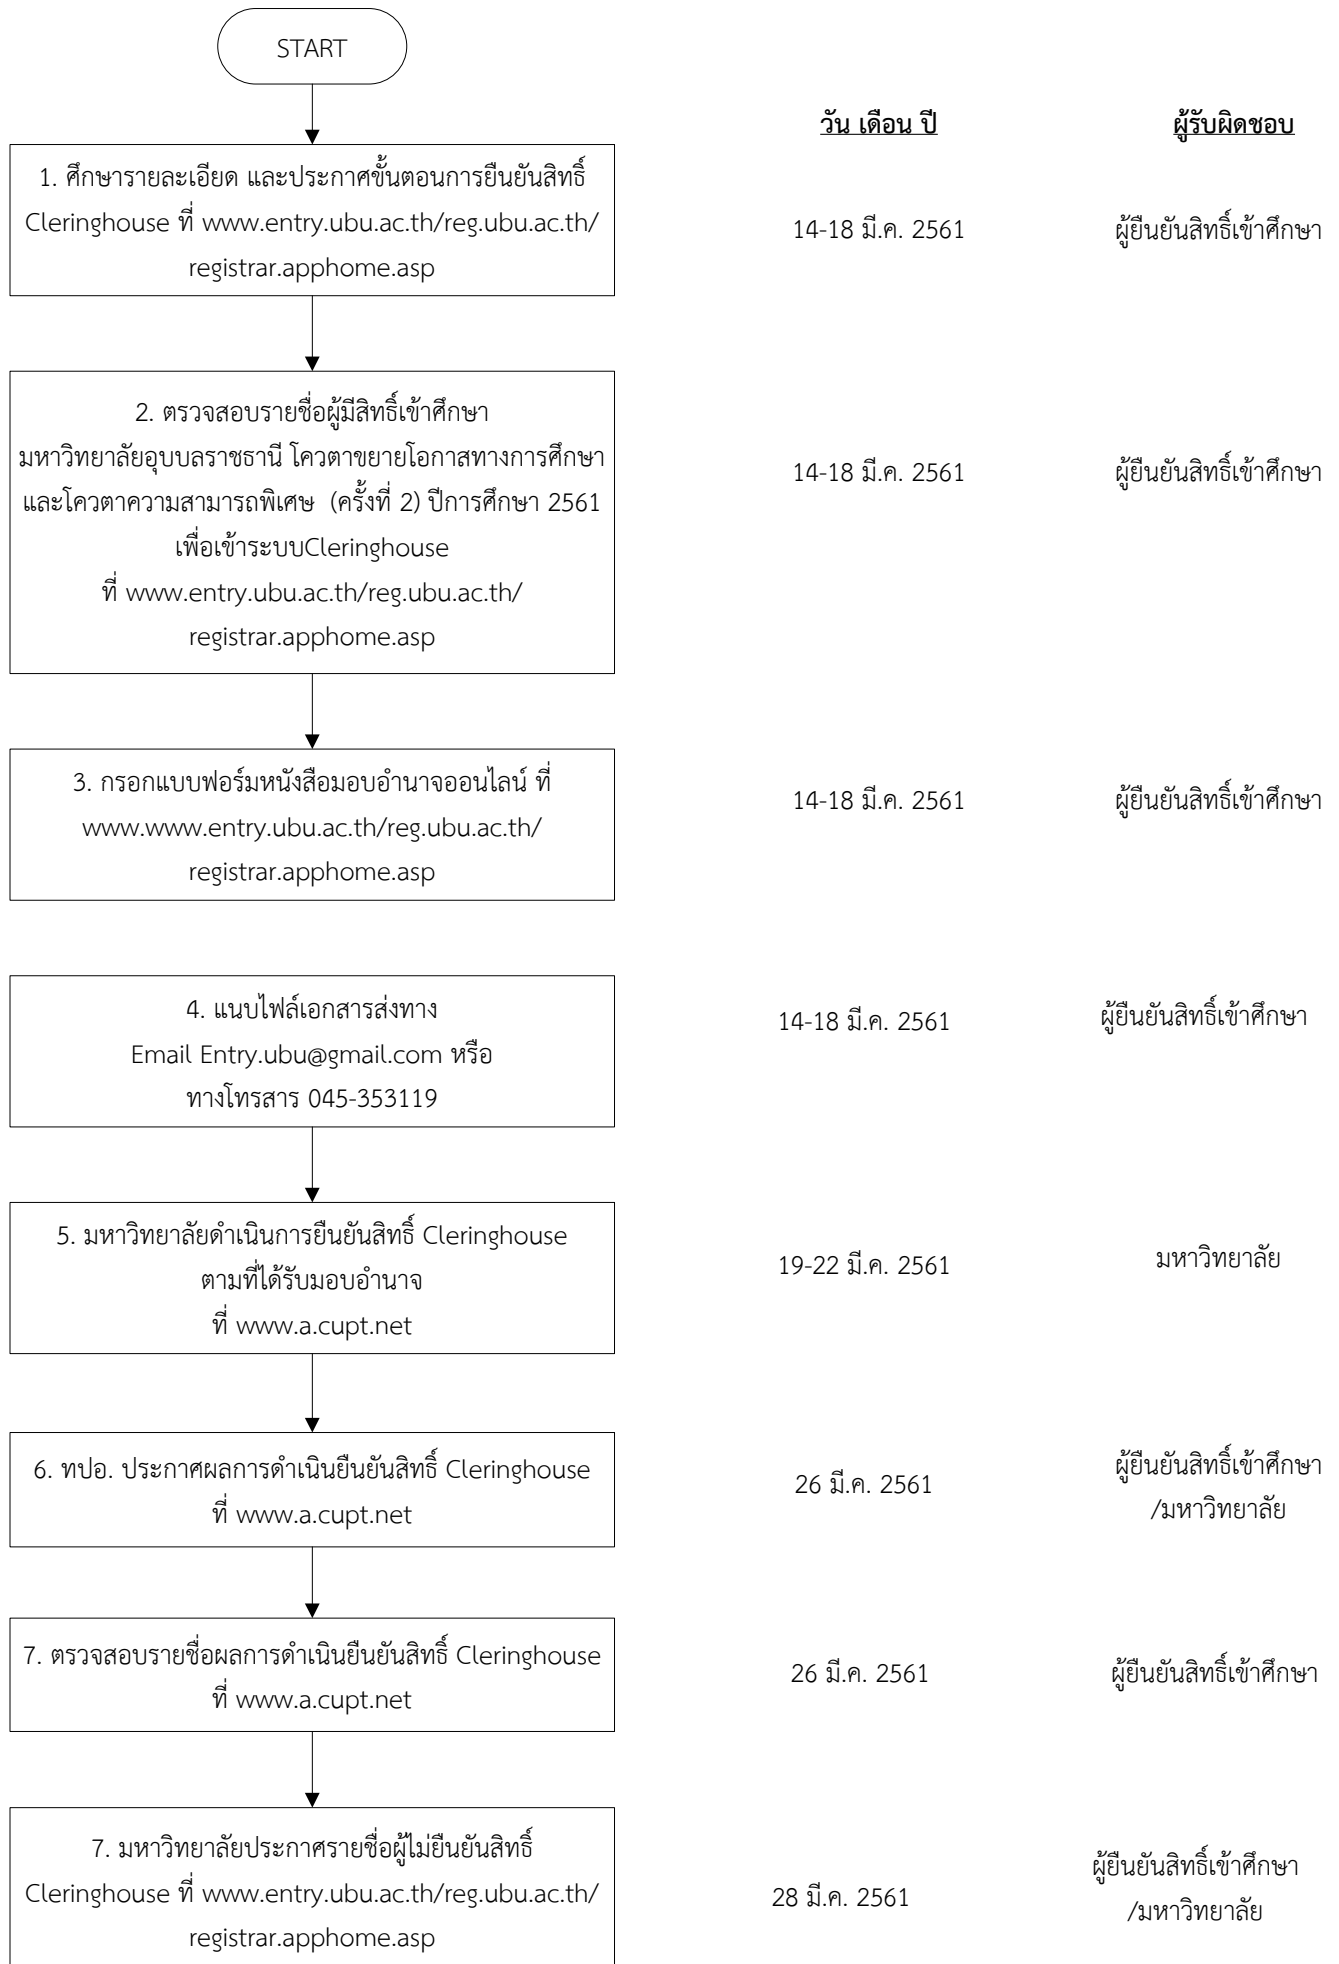 START
วัน เดือน ปี
ผู้รับผิดชอบ
1. ศึกษารายละเอียด และประกาศขั้นตอนการยืนยันสิทธิ์
Cleringhouse ที่ www.entry.ubu.ac.th/reg.ubu.ac.th/
registrar.apphome.asp
14-18 มี.ค. 2561
ผู้ยืนยันสิทธิ์เข้าศึกษา
2. ตรวจสอบรายชื่อผู้มีสิทธิ์เข้าศึกษา
มหาวิทยาลัยอุบบลราชธานี โควตาขยายโอกาสทางการศึกษา
และโควตาความสามารถพิเศษ (ครั้งที่ 2) ปีการศึกษา 2561
เพื่อเข้าระบบCleringhouse
ที่ www.entry.ubu.ac.th/reg.ubu.ac.th/
registrar.apphome.asp
14-18 มี.ค. 2561
ผู้ยืนยันสิทธิ์เข้าศึกษา
3. กรอกแบบฟอร์มหนังสือมอบอำนาจออนไลน์ ที่
www.www.entry.ubu.ac.th/reg.ubu.ac.th/
registrar.apphome.asp
14-18 มี.ค. 2561
ผู้ยืนยันสิทธิ์เข้าศึกษา
4. แนบไฟล์เอกสารส่งทาง
Email Entry.ubu@gmail.com หรือ
ทางโทรสาร 045-353119
14-18 มี.ค. 2561
ผู้ยืนยันสิทธิ์เข้าศึกษา
5. มหาวิทยาลัยดำเนินการยืนยันสิทธิ์ Cleringhouse
ตามที่ได้รับมอบอำนาจ
ที่ www.a.cupt.net
19-22 มี.ค. 2561
มหาวิทยาลัย
6. ทปอ. ประกาศผลการดำเนินยืนยันสิทธิ์ Cleringhouse
ที่ www.a.cupt.net
26 มี.ค. 2561
ผู้ยืนยันสิทธิ์เข้าศึกษา
/มหาวิทยาลัย
7. ตรวจสอบรายชื่อผลการดำเนินยืนยันสิทธิ์ Cleringhouse
ที่ www.a.cupt.net
26 มี.ค. 2561
ผู้ยืนยันสิทธิ์เข้าศึกษา
7. มหาวิทยาลัยประกาศรายชื่อผู้ไม่ยืนยันสิทธิ์
Cleringhouse ที่ www.entry.ubu.ac.th/reg.ubu.ac.th/
registrar.apphome.asp
28 มี.ค. 2561
ผู้ยืนยันสิทธิ์เข้าศึกษา
/มหาวิทยาลัย